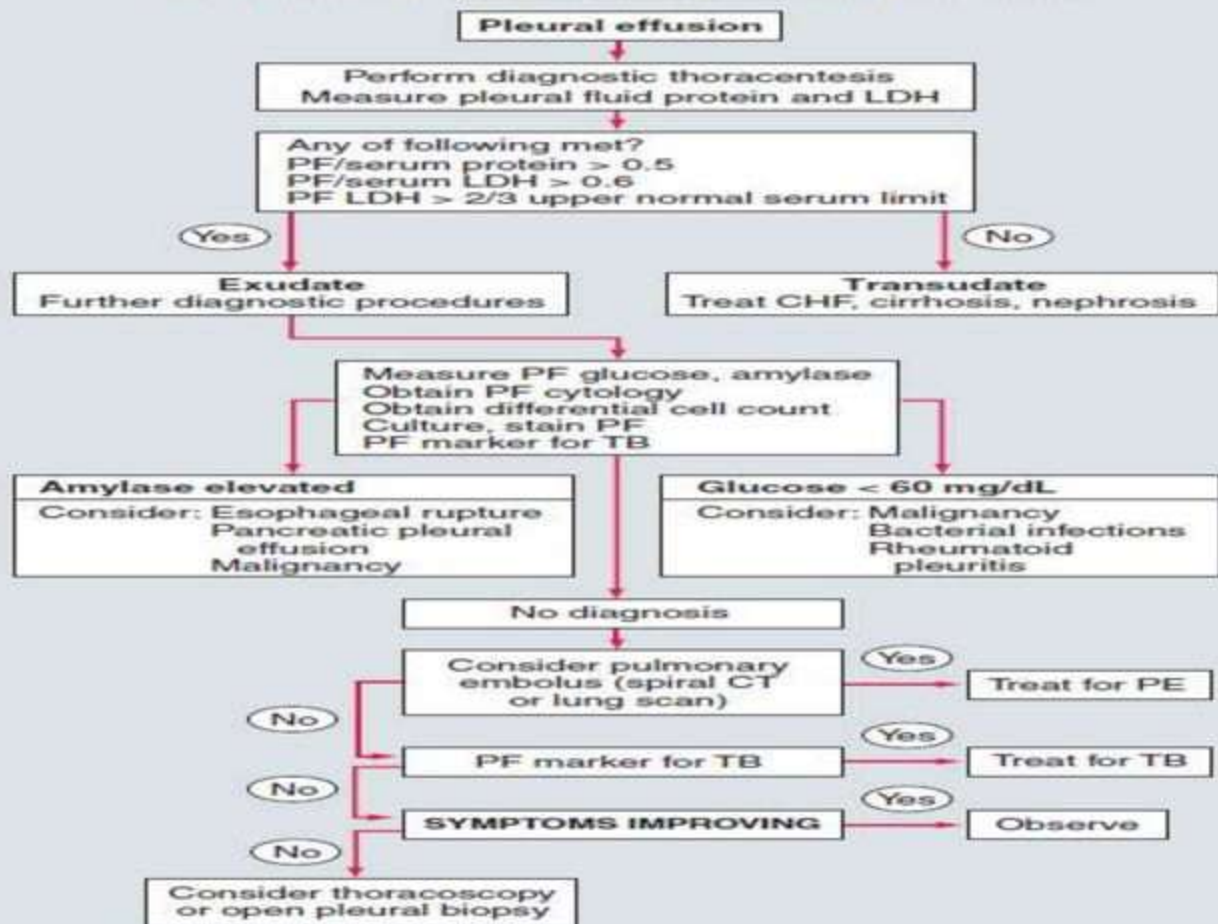 Pleural effusion
Perform diagnostic thoracentesis
Measure pleural fluid protein and LDH
Any of following met?
PF/serum protein > 0.5
PF/serum LDH > 0.6
PF LDH > 2/3 upper normal serum limit
Yes
No
Exudate
Further diagnostic procedures
Transudate
Treat CHF, cirrhosis, nephrosis
Measure PF glucose, amylase
Obtain PF cytology
Obtain differential cell count
Culture, stain PF
PF marker for TB
Amylase elevated
Consider: Esophageal rupture
Pancreatic pleural
effusion
Malignancy
Glucose < 60 mg/dL
Consider: Malignancy
Bacterial infections
Rheumatoid
pleuritis
No diagnosis
Consider pulmonary
embolus (spiral CT
or lung scan)
Yes
Treat for PE
No
PF marker for TB
Yes
Treat for TB
No
SYMPTOMS IMPROVING
Yes
Observe
No
Consider thoracoscopy
or open pleural biopsy